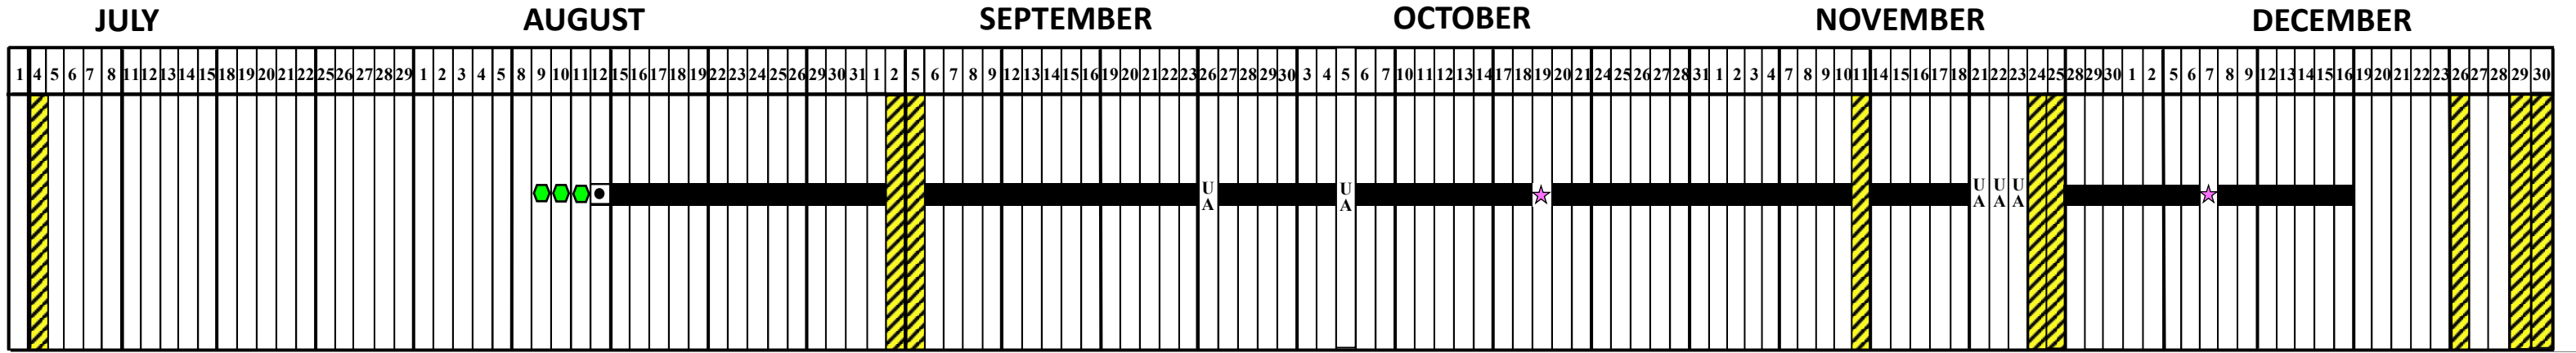 JULY AUGUST SEPTEMBER OCTOBER NOVEMBER DECEMBER
1 4 5 6 7 8 11 12 13 14 15 18 19 20 21 22 25 26 27 28 29 1 2 3 4 5 8 9 10 11 12 15 16 17 18 19 22 23 24 25 26 29 30 31 1 2 5 6 7 8 9 12 13 14 15 16 19 20 21 22 23 26 27 28 29 30 3 4 5 6 7 10 11 12 13 14 17 18 19 20 21 24 25 26 27 28 31 1 2 3 4 7 8 9 10 11 14 15 16 17 18 21 22 23 24 25 28 29 30 1 2 5 6 7 8 9 12 13 14 15 16 19 20 21 22 23 26 27 28 29 30
U U U U U
A A A A A